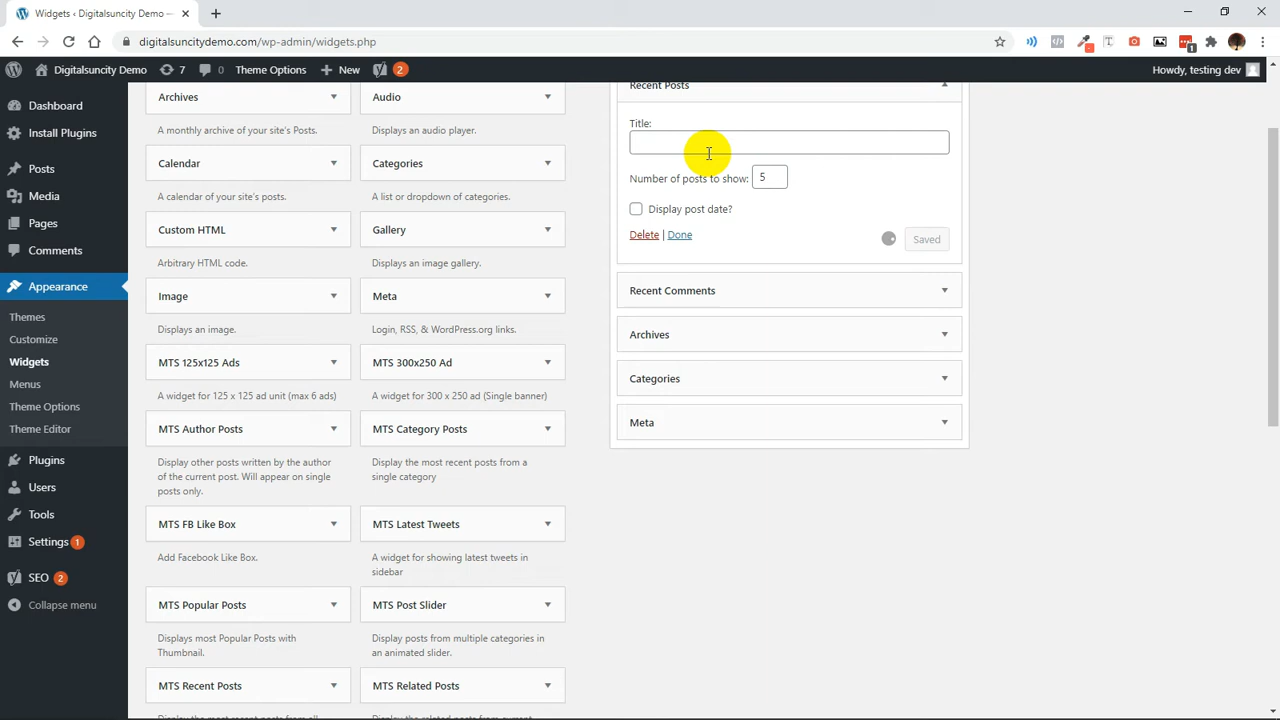 Widgets ‹ Digitalsuncity Demo —
digitalsuncitydemo.com/wp-admin/widgets.php
Digitalsuncity Demo 7 0 Theme Options New 2 Howdy, testing dev
Dashboard
Install Plugins
Posts
Media
Pages
Comments
Appearance
Themes
Customize
Widgets
Menus
Theme Options
Theme Editor
Plugins
Users
Tools
Settings 1
SEO 2
Collapse menu
Archives
A monthly archive of your site's Posts.
Audio
Displays an audio player.
Calendar
A calendar of your site's posts.
Categories
A list or dropdown of categories.
Custom HTML
Arbitrary HTML code.
Gallery
Displays an image gallery.
Image
Displays an image.
Meta
Login, RSS, & WordPress.org links.
MTS 125x125 Ads
A widget for 125 x 125 ad unit (max 6 ads)
MTS 300x250 Ad
A widget for 300 x 250 ad (Single banner)
MTS Author Posts
Display other posts written by the author
of the current post. Will appear on single
posts only.
MTS Category Posts
Display the most recent posts from a
single category
MTS FB Like Box
Add Facebook Like Box.
MTS Latest Tweets
A widget for showing latest tweets in
sidebar
MTS Popular Posts
Displays most Popular Posts with
Thumbnail.
MTS Post Slider
Display posts from multiple categories in
an animated slider.
MTS Recent Posts
MTS Related Posts
Recent Posts
Title:
Number of posts to show: 5
Display post date?
Delete | Done
Saved
Recent Comments
Archives
Categories
Meta